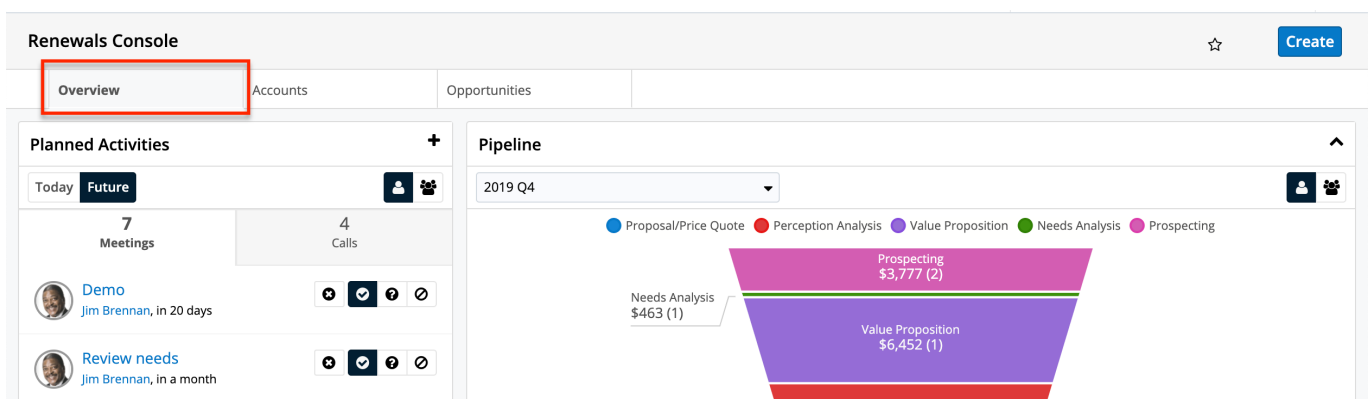 Renewals Console
Create
Overview
Accounts
Opportunities
Planned Activities
Today
Future
7
Meetings
4
Calls
Demo
Jim Brennan, in 20 days
Review needs
Jim Brennan, in a month
Pipeline
2019 Q4
Proposal/Price Quote
Perception Analysis
Value Proposition
Needs Analysis
Prospecting
Prospecting
$3,777 (2)
Needs Analysis
$463 (1)
Value Proposition
$6,452 (1)